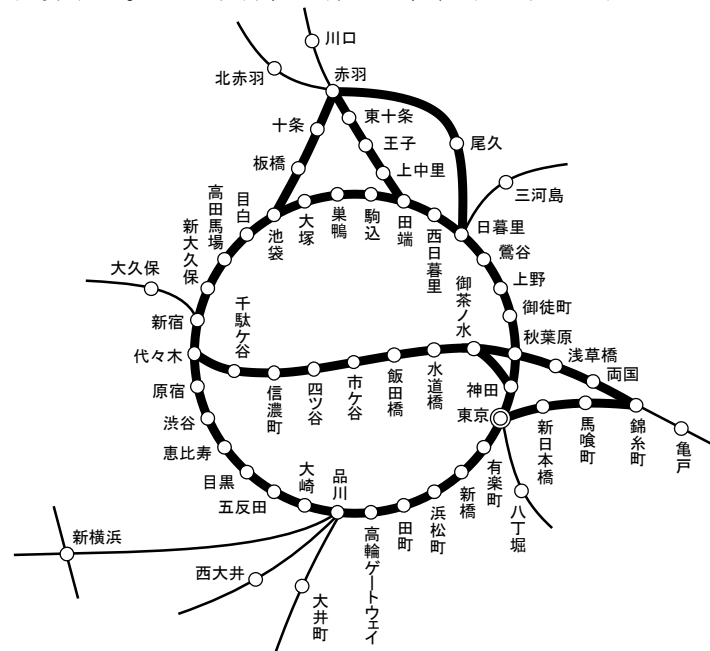 川口
北赤羽
赤羽
十条
東十条
王子
尾久
板橋
上中里
三河島
高田馬場
目白
新大久保
池袋
大塚
巣鴨
駒込
田端
西日暮里
日暮里
鶯谷
上野
御徒町
大久保
新宿
千駄ケ谷
御茶ノ水
秋葉原
代々木
浅草橋
両国
原宿
信濃町
四ツ谷
市ケ谷
飯田橋
水道橋
神田
東京
渋谷
新日本橋
馬喰町
錦糸町
亀戸
恵比寿
目黒
五反田
大崎
品川
高輪ゲートウェイ
田町
浜松町
新橋
有楽町
八丁堀
新横浜
西大井
大井町